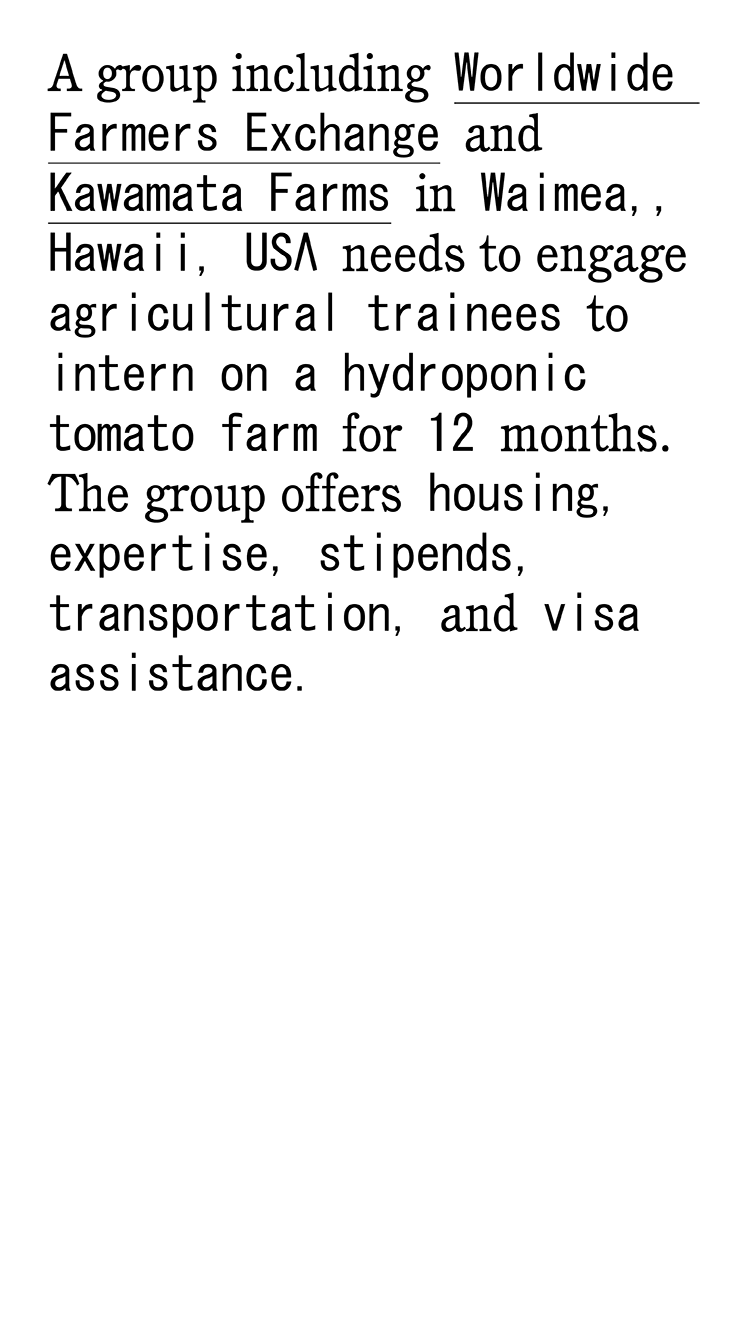 A group including Worldwide
Farmers Exchange and
Kawamata Farms in Waimea,,
Hawaii, USA needs to engage
agricultural trainees to
intern on a hydroponic
tomato farm for 12 months.
The group offers housing,
expertise, stipends,
transportation, and visa
assistance.